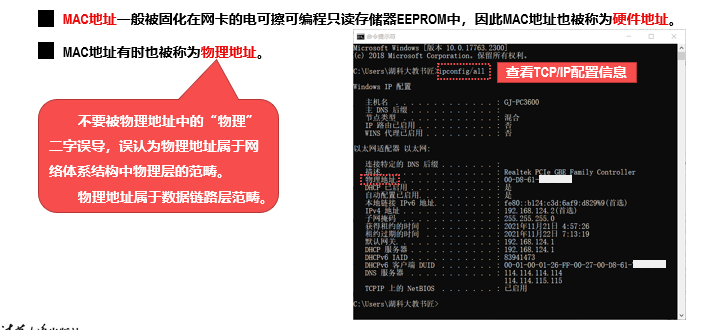 MAC地址一般被固化在网卡的电可擦可编程只读存储器EEPROM中，因此MAC地址也被称为硬件地址。
MAC地址有时也被称为物理地址。
不要被物理地址中的“物理”
二字误导，误认为物理地址属于网
络体系结构中物理层的范畴。
物理地址属于数据链路层范畴。
命令提示符
Microsoft Windows [版本 10.0.17763.2300]
(c) 2018 Microsoft Corporation。保留所有权利。
C:\Users\湖科大教书匠>ipconfig/all
查看TCP/IP配置信息
Windows IP 配置
主机名 . . . . . . . . . . . . . : GJ-PC3600
主 DNS 后缀 . . . . . . . . . . . :
节点类型 . . . . . . . . . . . . : 混合
IP 路由已启用 . . . . . . . . . . : 否
WINS 代理已启用 . . . . . . . . . : 否
以太网适配器 以太网:
连接特定的 DNS 后缀 . . . . . . . :
描述. . . . . . . . . . . . . . . : Realtek PCIe GBE Family Controller
物理地址. . . . . . . . . . . . . : 00-D8-61-
DHCP 已启用 . . . . . . . . . . . : 是
自动配置已启用. . . . . . . . . . : 是
本地链接 IPv6 地址. . . . . . . . : fe80::b124:c3d:6af9:d829%9(首选)
IPv4 地址 . . . . . . . . . . . . : 192.168.124.2(首选)
子网掩码 . . . . . . . . . . . . : 255.255.255.0
获得租约的时间 . . . . . . . . . : 2021年11月21日 4:57:26
租约过期的时间 . . . . . . . . . : 2021年11月22日 7:13:19
默认网关. . . . . . . . . . . . . : 192.168.124.1
DHCP 服务器 . . . . . . . . . . . : 192.168.124.1
DHCPv6 IAID . . . . . . . . . . . : 83941473
DHCPv6 客户端 DUID . . . . . . . : 00-01-00-01-26-FF-00-27-00-D8-61-
DNS 服务器 . . . . . . . . . . . : 114.114.114.114
114.114.115.115
TCPIP 上的 NetBIOS . . . . . . . : 已启用
C:\Users\湖科大教书匠>